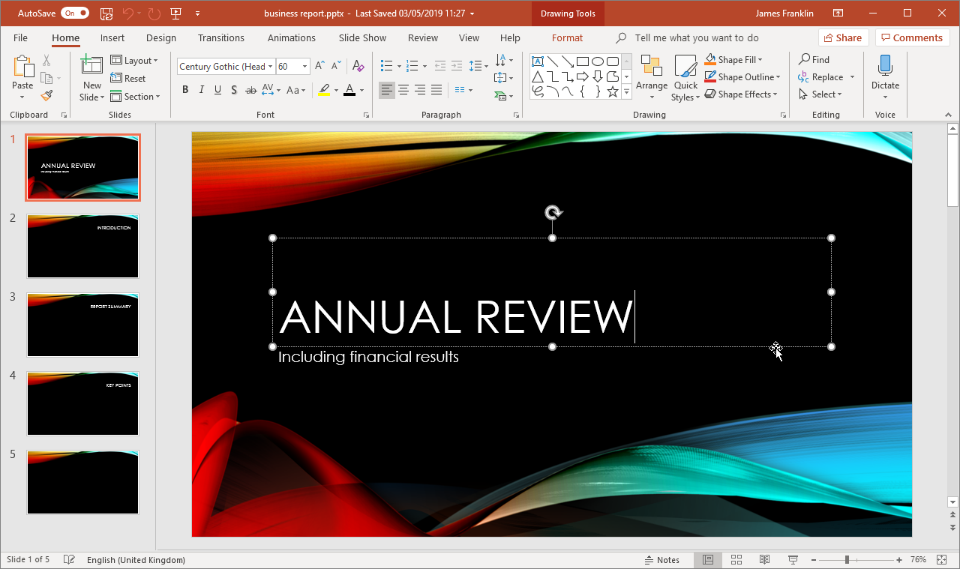 AutoSave On business report.pptx - Last Saved 03/05/2019 11:27 Drawing Tools James Franklin
File Home Insert Design Transitions Animations Slide Show Review View Help Format Tell me what you want to do Share Comments
Paste
New
Slide
Layout
Reset
Section
Century Gothic (Head 60
B I U S ab AV Aa A
Arrange
Quick
Styles
Shape Fill
Shape Outline
Shape Effects
Find
Replace
Select
Dictate
Clipboard Slides Font Paragraph Drawing Editing Voice
1
ANNUAL REVIEW
Including financial results
2
INTRODUCTION
3
REPORT SUMMARY
4
KEY POINTS
5
ANNUAL REVIEW
Including financial results
Slide 1 of 5 English (United Kingdom) Notes 76%